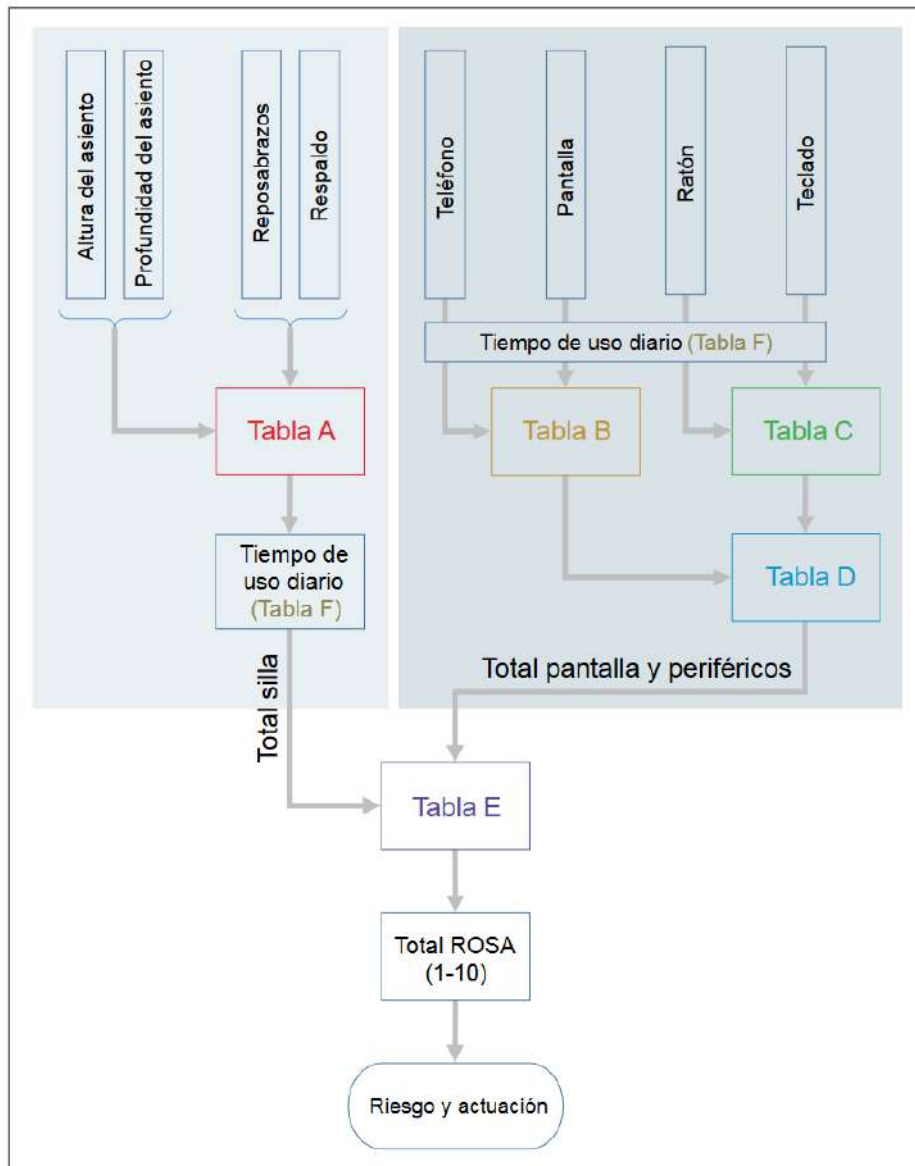 Altura del asiento
Profundidad del asiento
Reposabrazos
Respaldo
Teléfono
Pantalla
Ratón
Teclado
Tiempo de uso diario (Tabla F)
Tabla A
Tabla B
Tabla C
Tiempo de
uso diario
(Tabla F)
Tabla D
Total silla
Total pantalla y periféricos
Tabla E
Total ROSA
(1-10)
Riesgo y actuación